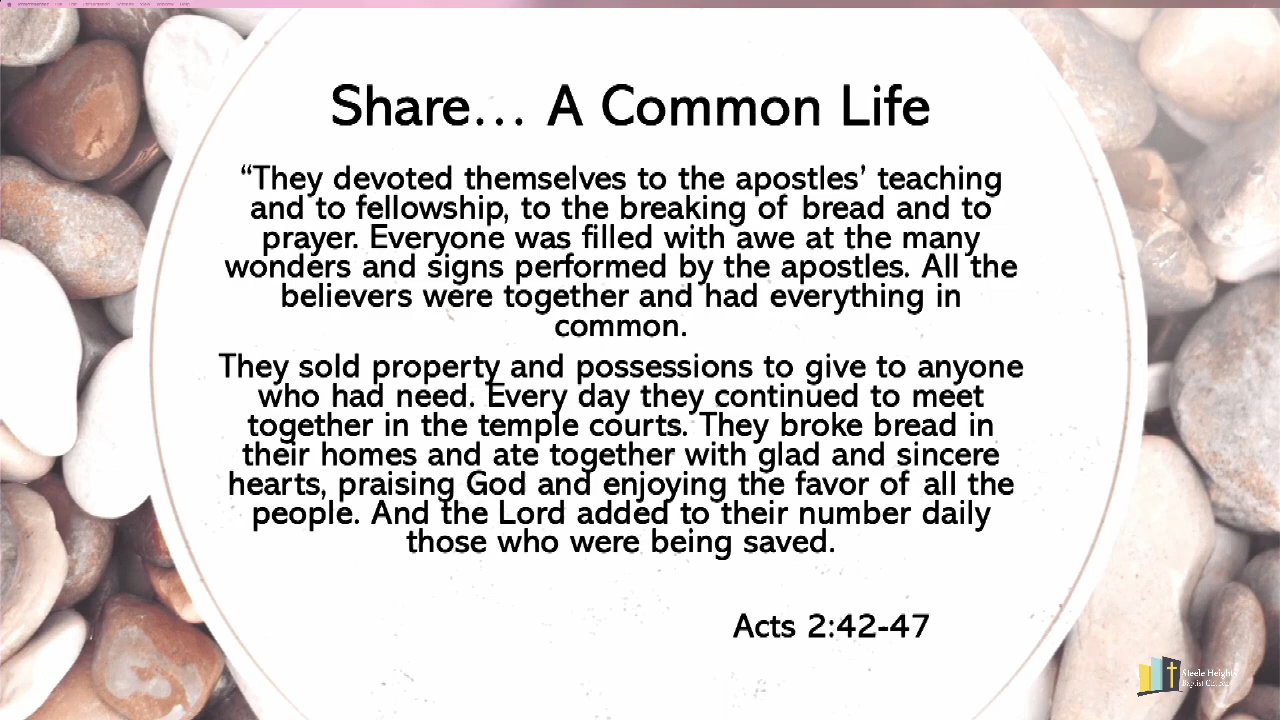 Share... A Common Life
“They devoted themselves to the apostles’ teaching
and to fellowship, to the breaking of bread and to
prayer. Everyone was filled with awe at the many
wonders and signs performed by the apostles. All the
believers were together and had everything in
common.
They sold property and possessions to give to anyone
who had need. Every day they continued to meet
together in the temple courts. They broke bread in
their homes and ate together with glad and sincere
hearts, praising God and enjoying the favor of all the
people. And the Lord added to their number daily
those who were being saved.
Acts 2:42-47
Steele Heights
Baptist Church